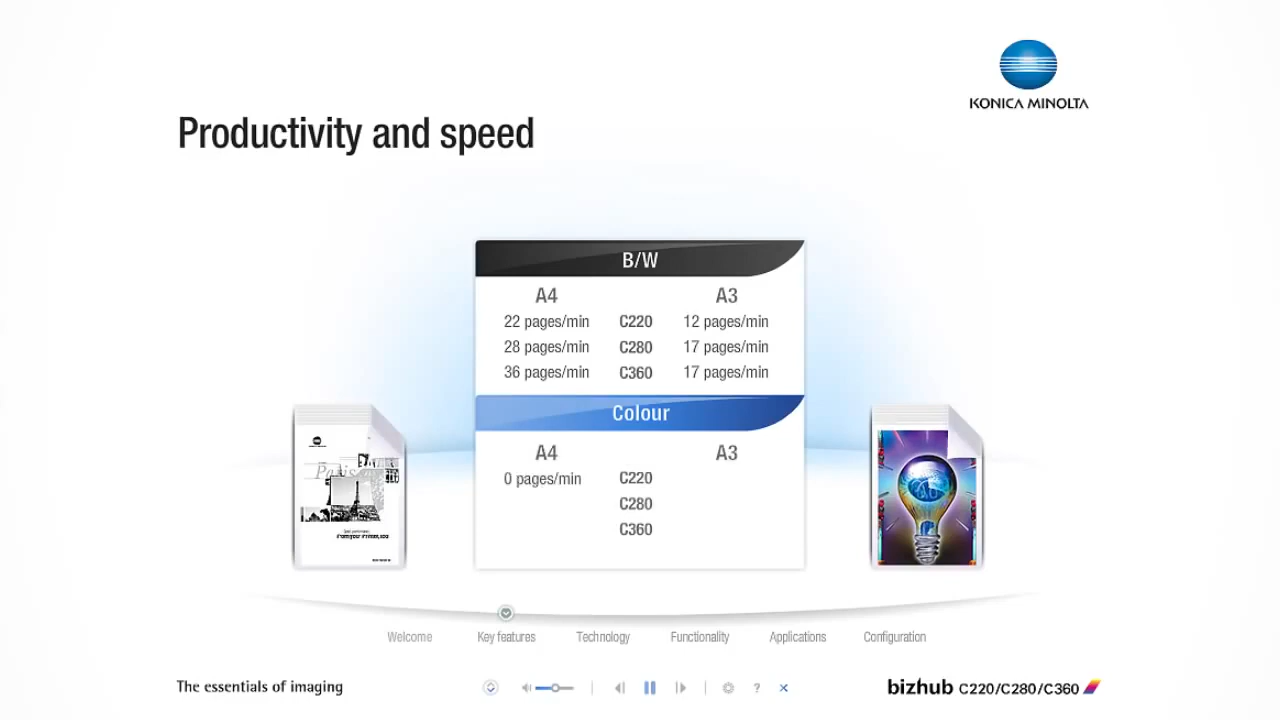 KONICA MINOLTA
Productivity and speed
B/W
A4 A3
22 pages/min C220 12 pages/min
28 pages/min C280 17 pages/min
36 pages/min C360 17 pages/min
Colour
A4 A3
0 pages/min C220
C280
C360
Paris
Welcome Key features Technology Functionality Applications Configuration
The essentials of imaging
?
bizhub C220/C280/C360